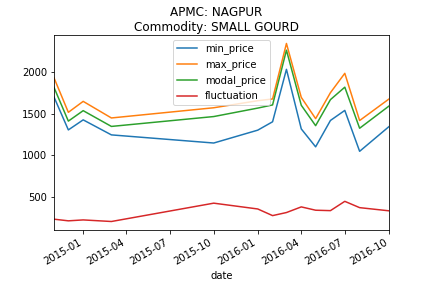 APMC: NAGPUR
Commodity: SMALL GOURD
min_price
max_price
modal_price
fluctuation
2000
1500
1000
500
2015-01
2015-04
2015-07
2015-10
2016-01
2016-04
2016-07
2016-10
date